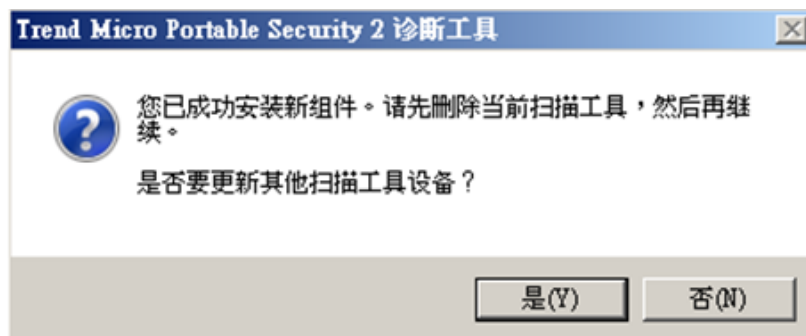 Trend Micro Portable Security 2 诊断工具
您已成功安装新组件。请先删除当前扫描工具，然后再继
续。
是否要更新其他扫描工具设备？
是(Y)
否(N)